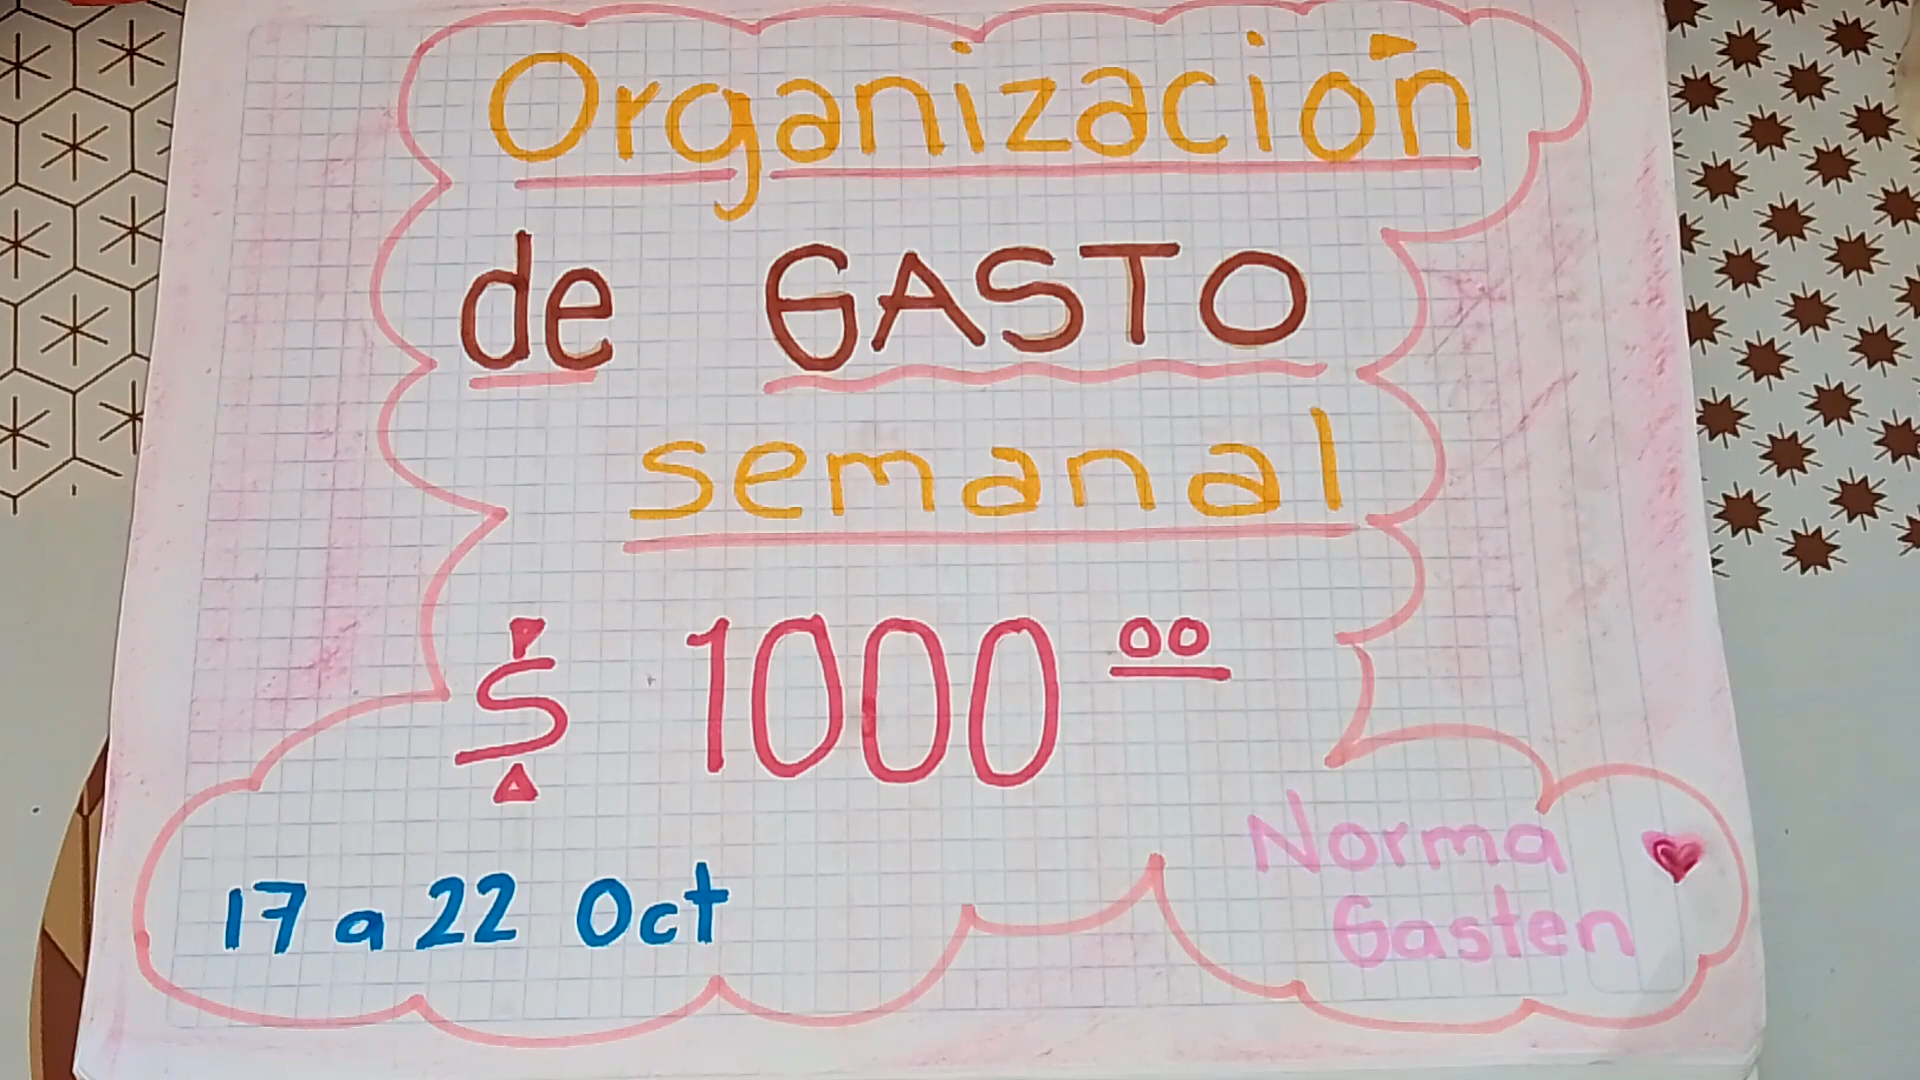 Organización
de GASTO
semanal
$ 1000 00
17 a 22 Oct
Norma
Gasten